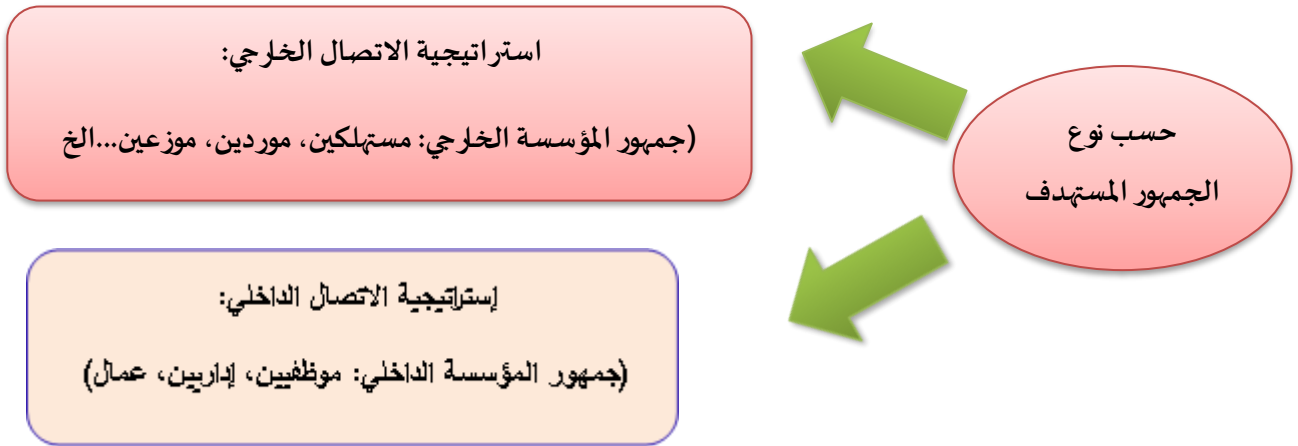 استراتيجية الاتصال الخارجي:
(جمهور المؤسسة الخارجي: مستهلكين، موردين، موزعين...الخ
حسب نوع
الجمهور المستهدف
إستراتيجية الاتصال الداخلي:
(جمهور المؤسسة الداخلي: موظفيين، إداريين، عمال)